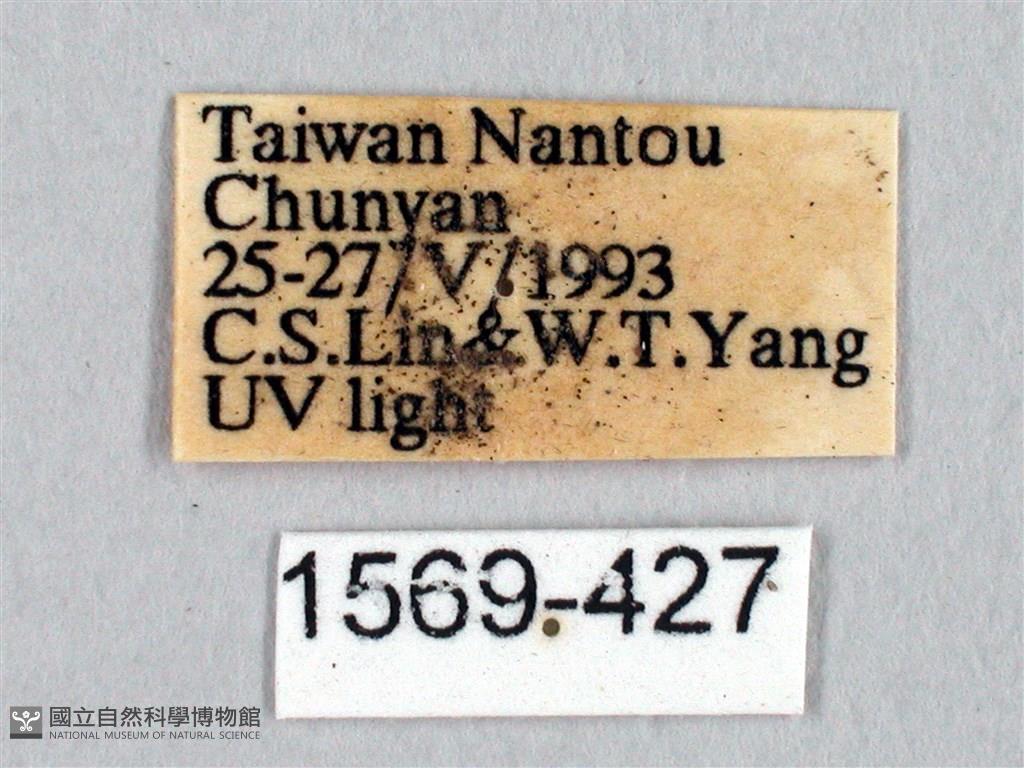 Taiwan Nantou
Chunyan
25-27/V/1993
C.S.Lin&W.T.Yang
UV light
1569-427
國立自然科學博物館
NATIONAL MUSEUM OF NATURAL SCIENCE